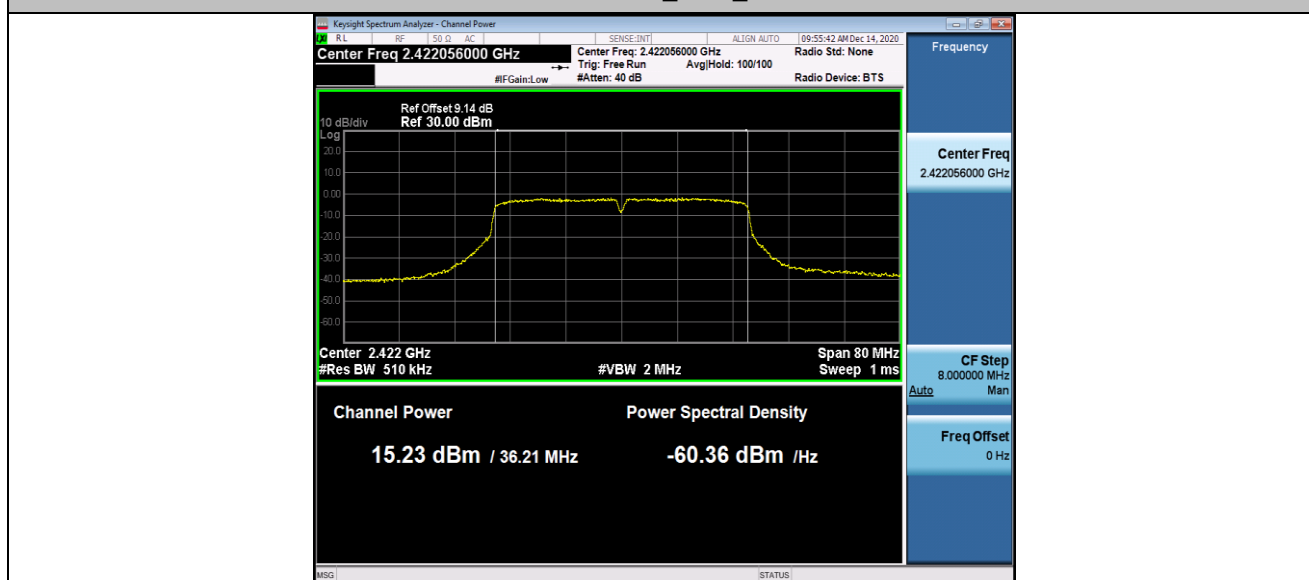 Keysight Spectrum Analyzer - Channel Power
RL RF 50 Ω AC SENSE:INT ALIGN AUTO 09:55:42 AM Dec 14, 2020
Center Freq 2.422056000 GHz
Center Freq: 2.422056000 GHz Radio Std: None
Trig: Free Run Avg|Hold: 100/100
#IFGain:Low #Atten: 40 dB Radio Device: BTS
Ref Offset 9.14 dB
10 dB/div Ref 30.00 dBm
Log
20.0
10.0
0.00
-10.0
-20.0
-30.0
-40.0
-50.0
-60.0
Center 2.422 GHz Span 80 MHz
#Res BW 510 kHz #VBW 2 MHz Sweep 1 ms
Channel Power Power Spectral Density
15.23 dBm / 36.21 MHz -60.36 dBm /Hz
MSG STATUS
Frequency
Center Freq
2.422056000 GHz
CF Step
8.000000 MHz
Auto Man
Freq Offset
0 Hz